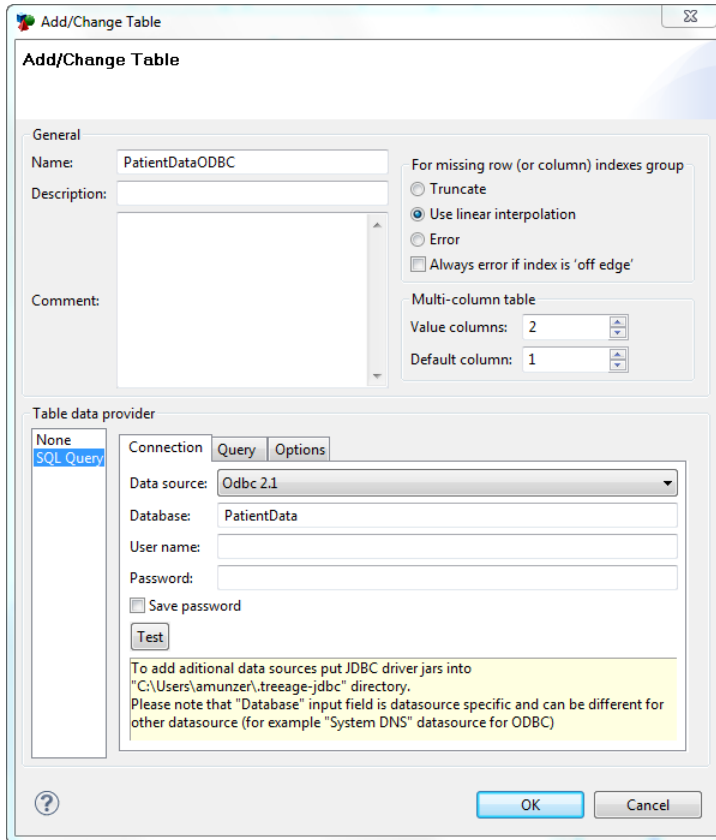 Add/Change Table
Add/Change Table
General
Name: PatientDataODBC
Description:
Comment:
For missing row (or column) indexes group
Truncate
Use linear interpolation
Error
Always error if index is 'off edge'
Multi-column table
Value columns: 2
Default column: 1
Table data provider
None
SQL Query
Connection Query Options
Data source: Odbc 2.1
Database: PatientData
User name:
Password:
Save password
Test
To add aditional data sources put JDBC driver jars into
"C:\Users\amunzer\.treeage-jdbc" directory.
Please note that "Database" input field is datasource specific and can be different for
other datasource (for example "System DNS" datasource for ODBC)
?
OK Cancel